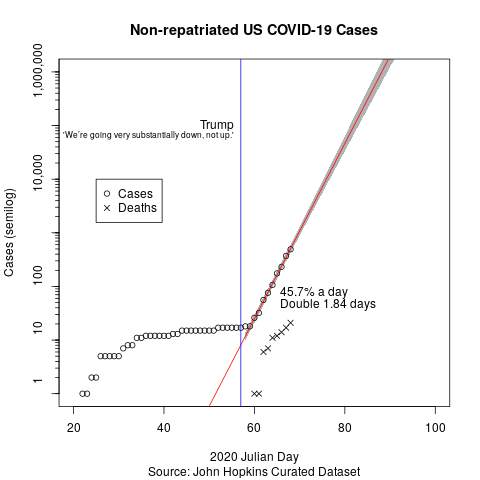 Non-repatriated US COVID-19 Cases
1,000,000
10,000
100
10
1
Cases (semilog)
Trump
'We're going very substantially down, not up.'
Cases
Deaths
45.7% a day
Double 1.84 days
20 40 60 80 100
2020 Julian Day
Source: John Hopkins Curated Dataset